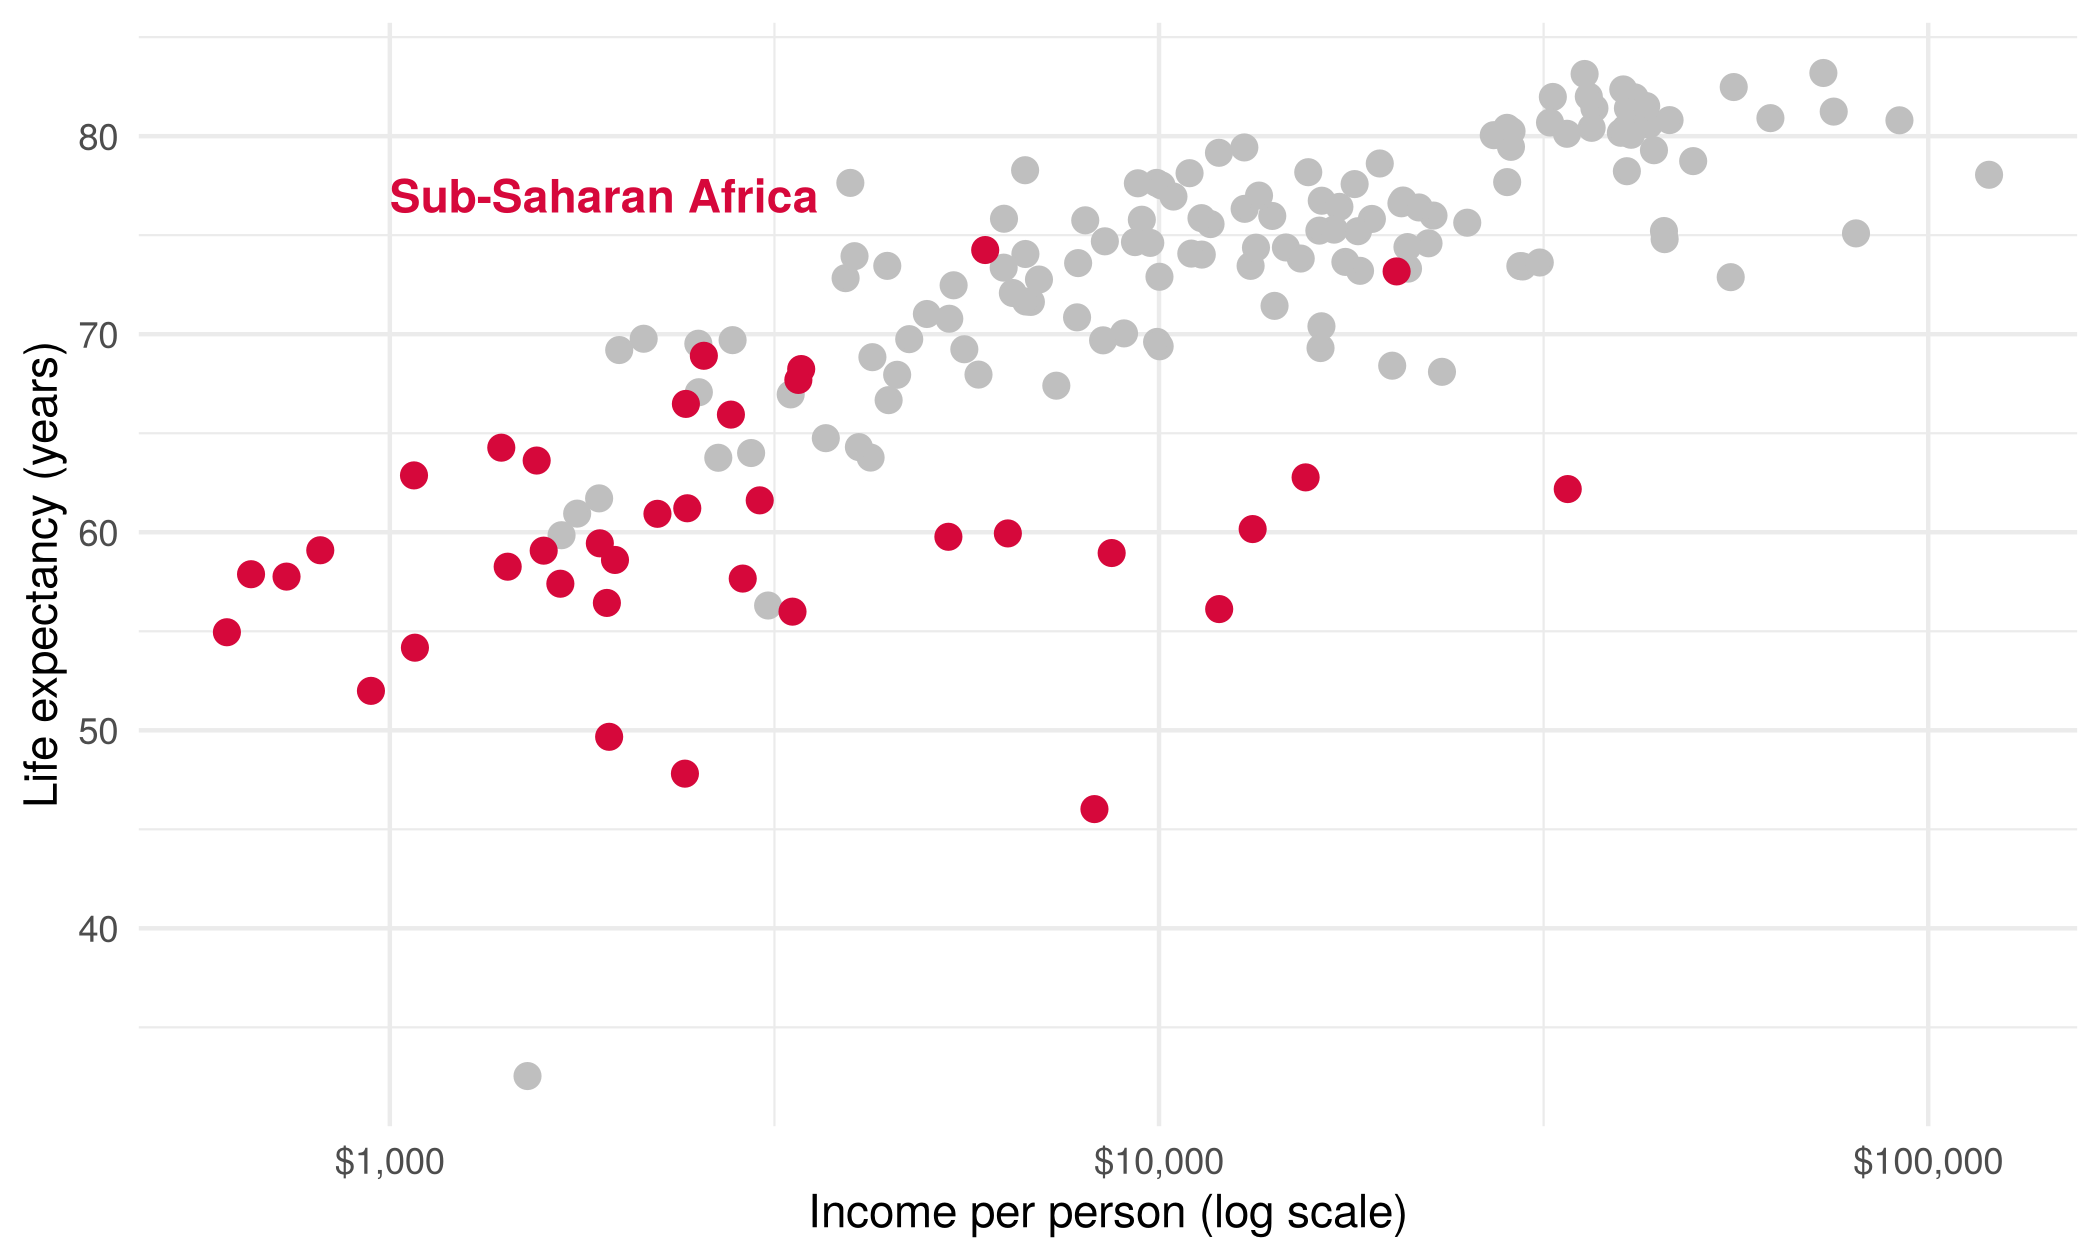 Sub-Saharan Africa
Life expectancy (years)
80
70
60
50
40
$1,000
$10,000
$100,000
Income per person (log scale)